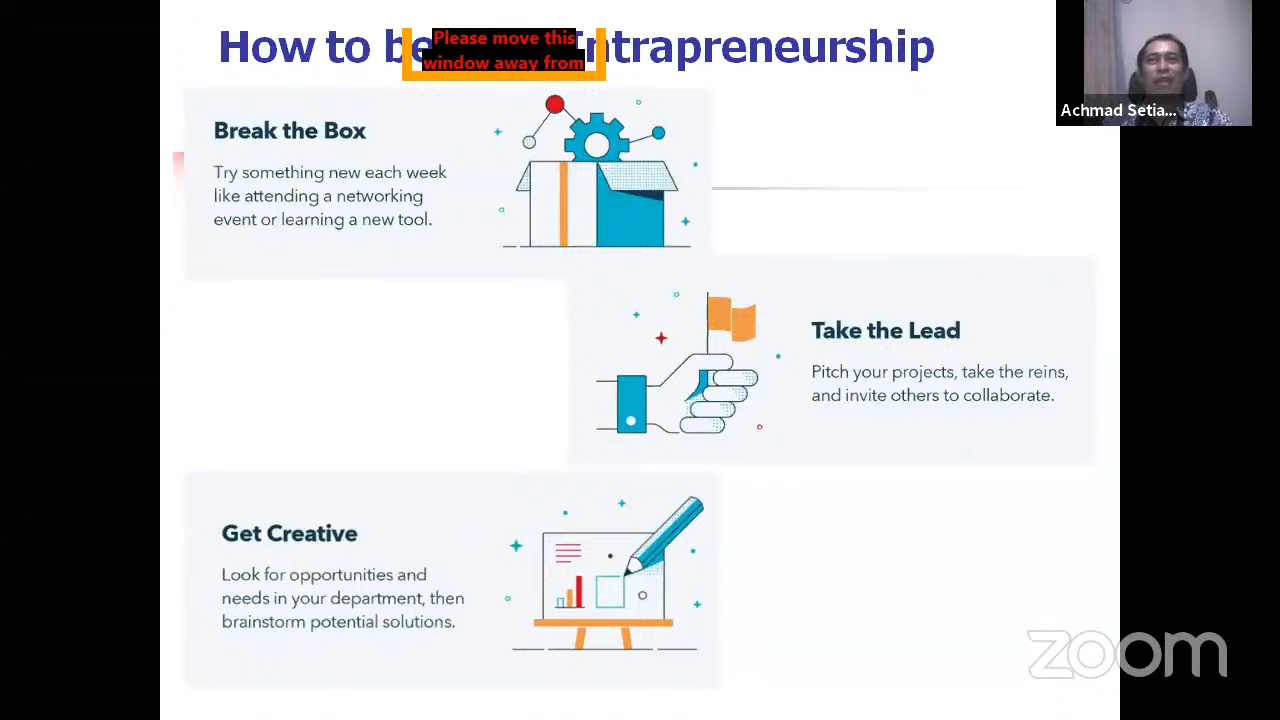 How to be Intrapreneurship
Please move this
window away from
Achmad Setia...
Break the Box
Try something new each week
like attending a networking
event or learning a new tool.
Take the Lead
Pitch your projects, take the reins,
and invite others to collaborate.
Get Creative
Look for opportunities and
needs in your department, then
brainstorm potential solutions.
zoom